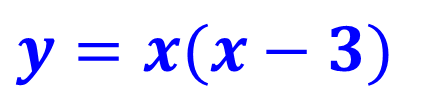 y = x(x − 3)